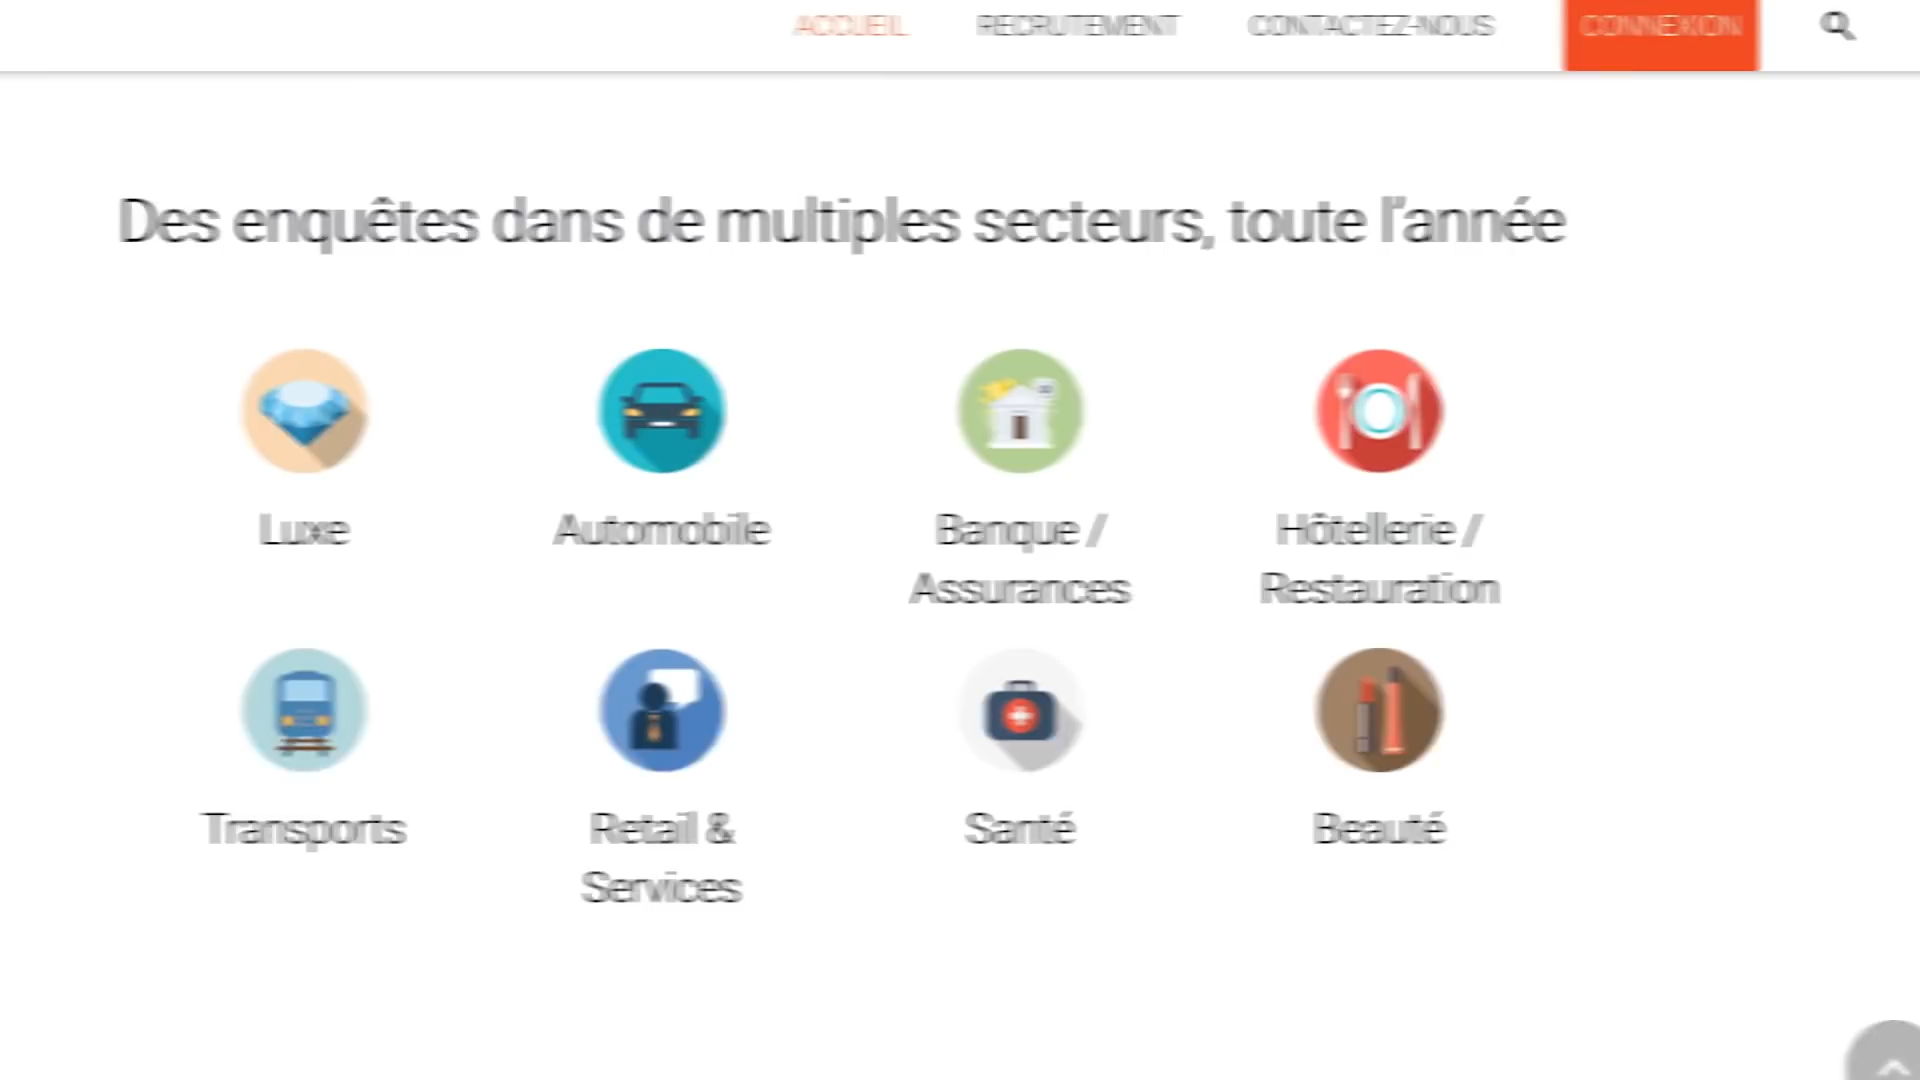 ACCUEIL RECRUTEMENT CONTACTEZ-NOUS CONNEXION
Des enquêtes dans de multiples secteurs, toute l'année
Luxe Automobile Banque / Hôtellerie /
Assurances Restauration
Transports Retail & Santé Beauté
Services